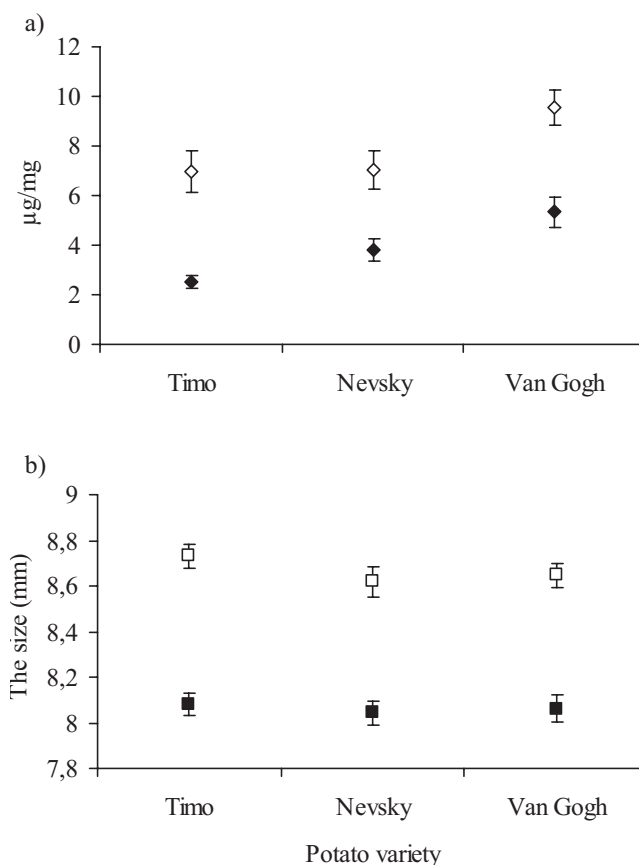 a)
12
10
8
6
4
2
0
µg/mg
Timo Nevsky Van Gogh
b)
9
8,8
8,6
8,4
8,2
8
7,8
The size (mm)
Timo Nevsky Van Gogh
Potato variety